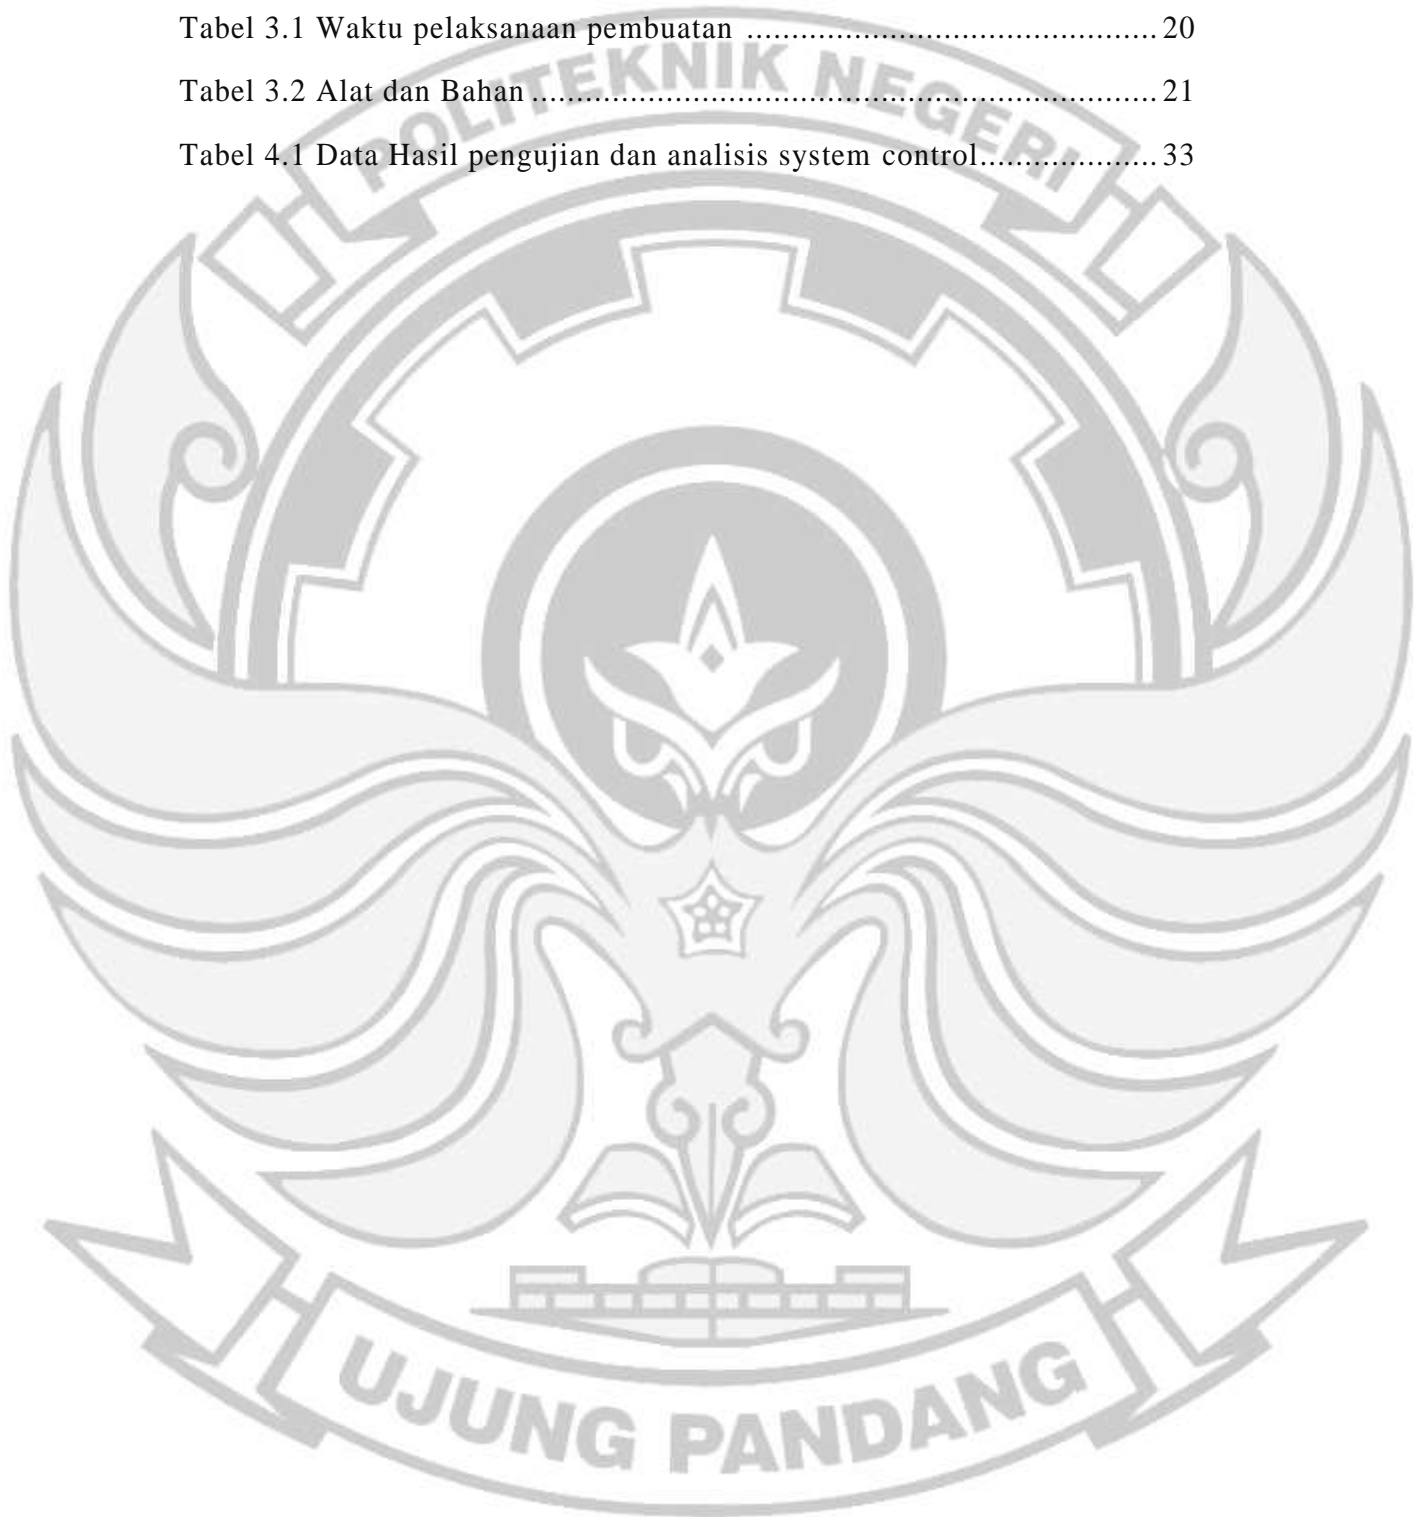 Tabel 3.1 Waktu pelaksanaan pembuatan ............................................... 20
Tabel 3.2 Alat dan Bahan ....................................................................... 21
Tabel 4.1 Data Hasil pengujian dan analisis system control.................... 33
POLITEKNIK NEGERI
UJUNG PANDANG